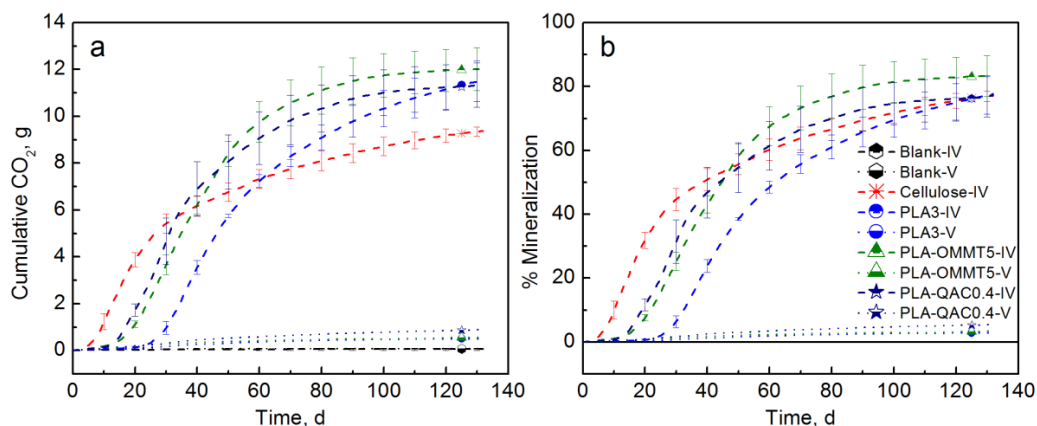 a
Cumulative CO2, g
14
12
10
8
6
4
2
0
0 20 40 60 80 100 120 140
Time, d
b
% Mineralization
100
80
60
40
20
0
-20
0 20 40 60 80 100 120 140
Time, d
Blank-IV
Blank-V
Cellulose-IV
PLA3-IV
PLA3-V
PLA-OMMT5-IV
PLA-OMMT5-V
PLA-QAC0.4-IV
PLA-QAC0.4-V